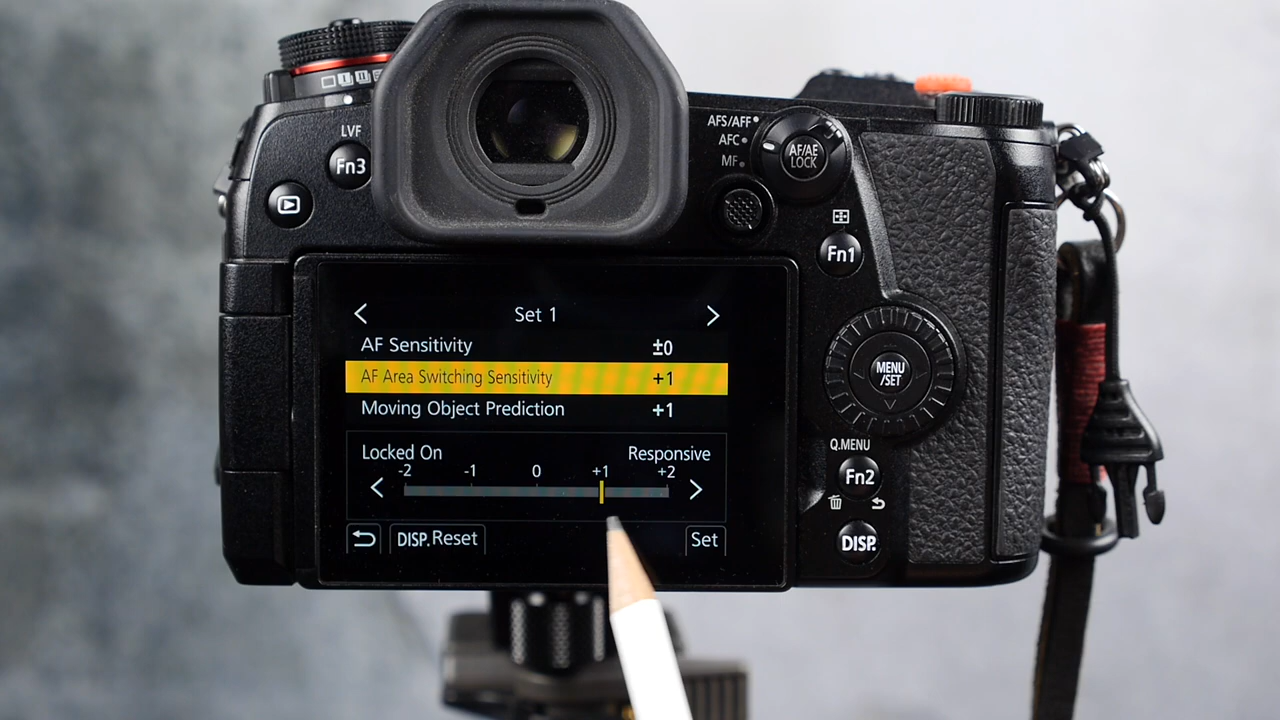 LVF
Fn3
AFS/AFF
AFC
MF
AF/AE
LOCK
Fn1
< Set 1 >
AF Sensitivity ±0
AF Area Switching Sensitivity +1
Moving Object Prediction +1
Locked On Responsive
-2 -1 0 +1 +2
DISP. Reset Set
MENU
/SET
Q.MENU
Fn2
DISP.